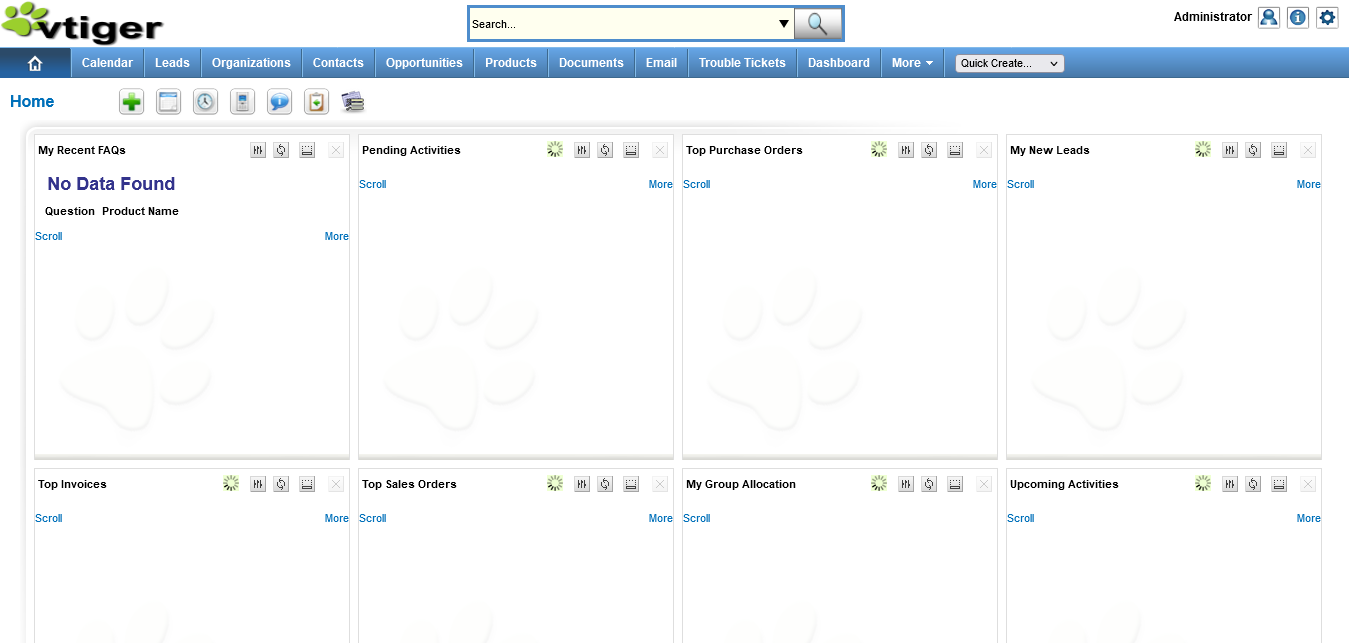 vtiger
Search...
Administrator
Calendar Leads Organizations Contacts Opportunities Products Documents Email Trouble Tickets Dashboard More Quick Create...
Home
My Recent FAQs
No Data Found
Question Product Name
Scroll More
Pending Activities
Scroll More
Top Purchase Orders
Scroll More
My New Leads
Scroll More
Top Invoices
Scroll More
Top Sales Orders
Scroll More
My Group Allocation
Scroll More
Upcoming Activities
Scroll More